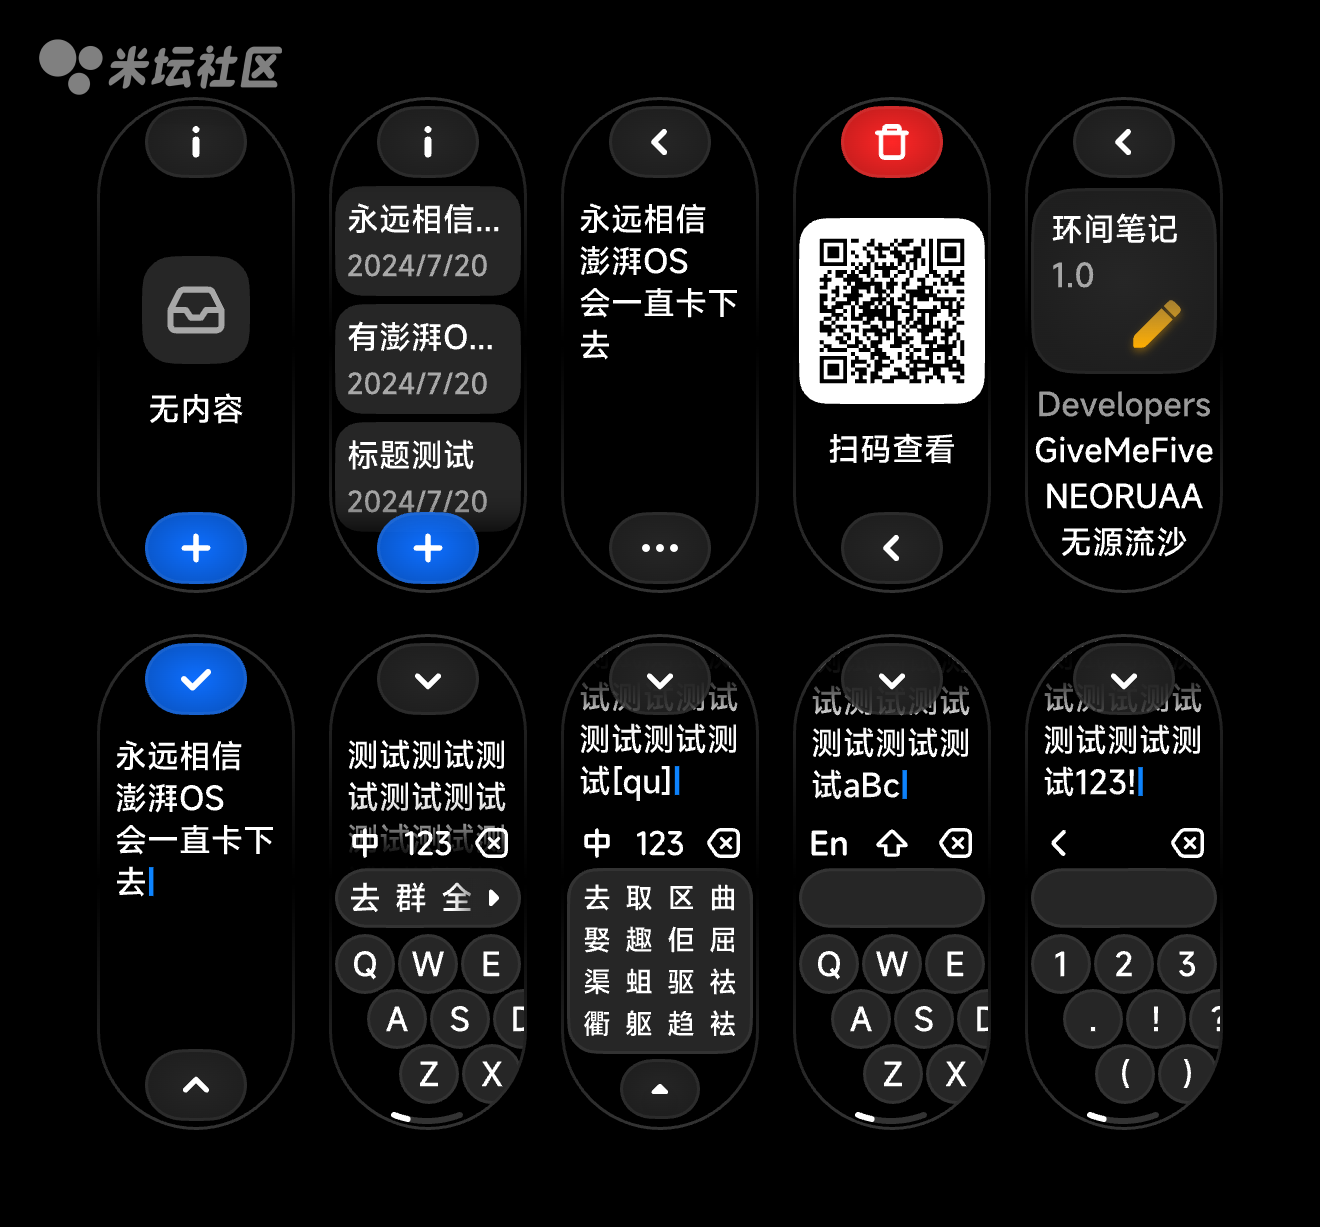 米坛社区
无内容
永远相信...
2024/7/20
有澎湃O...
2024/7/20
标题测试
2024/7/20
永远相信
澎湃OS
会一直卡下
去
扫码查看
环间笔记
1.0
Developers
GiveMeFive
NEORUAA
无源流沙
永远相信
澎湃OS
会一直卡下
去
测试测试测
试测试测试
测试测试测
中 123
去 群 全
Q W E
A S D
Z X
试测试测试
测试测试测
试[qu]
中 123
去 取 区 曲
娶 趣 佢 屈
渠 蛆 驱 祛
衢 躯 趋 袪
试测试测试
测试测试测
试aBc
En
Q W E
A S D
Z X
试测试测试
测试测试测
试123!
1 2 3
. ! ?
( )